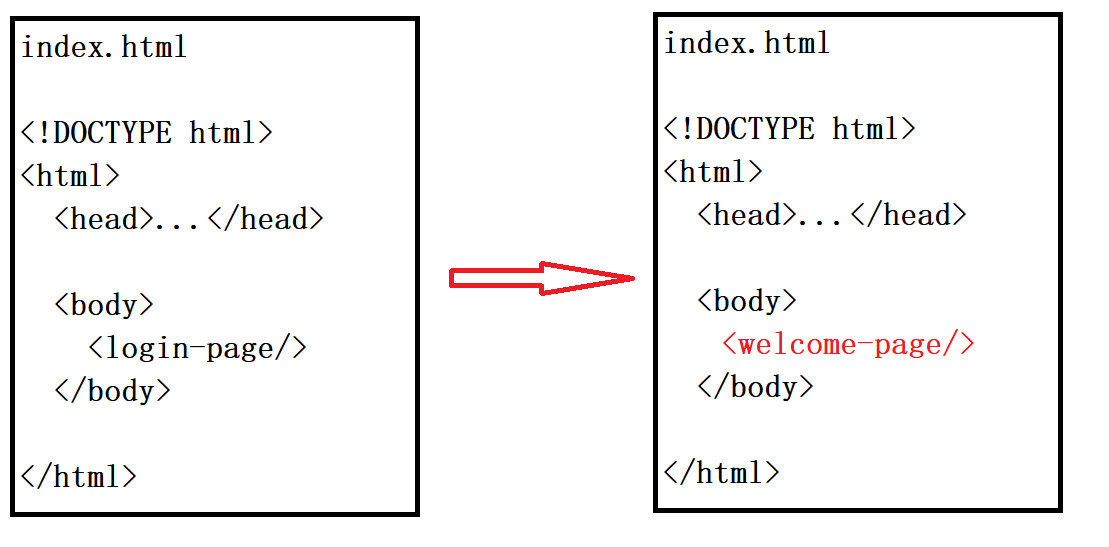 index.html
<!DOCTYPE html>
<html>
<head>...</head>
<body>
<login-page/>
</body>
</html>
index.html
<!DOCTYPE html>
<html>
<head>...</head>
<body>
<welcome-page/>
</body>
</html>